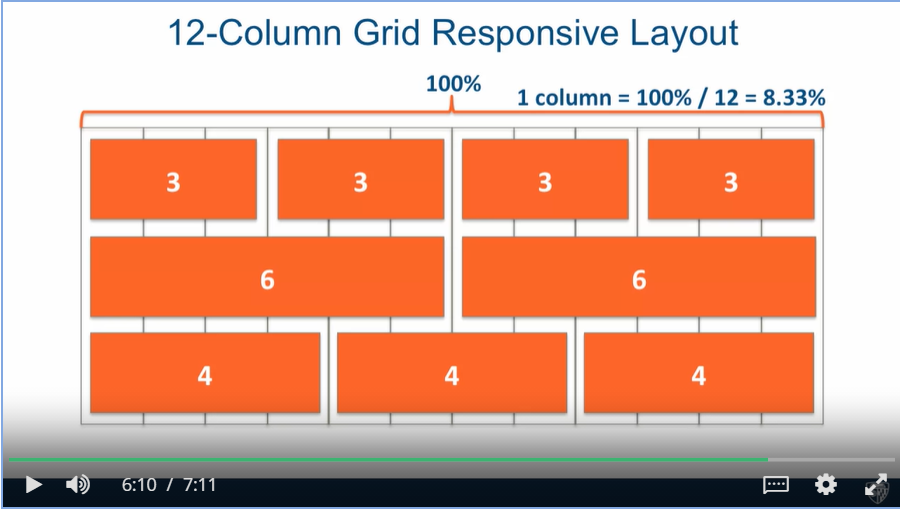 12-Column Grid Responsive Layout
100%
1 column = 100% / 12 = 8.33%
3 3 3 3
6 6
4 4 4
6:10 / 7:11